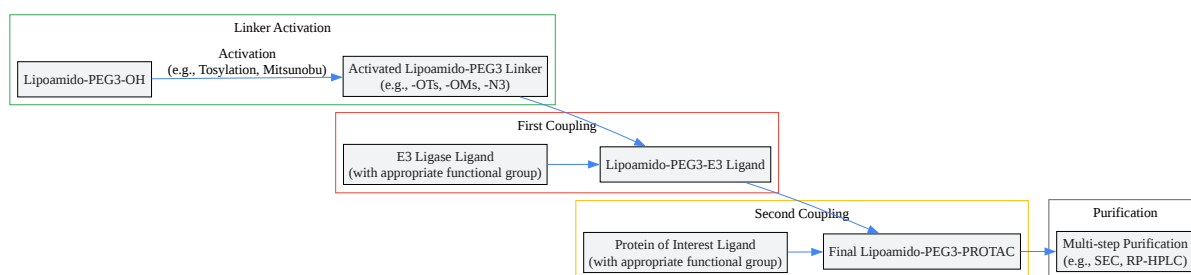 Linker Activation
Lipoamido-PEG3-OH
Activation
(e.g., Tosylation, Mitsunobu)
Activated Lipoamido-PEG3 Linker
(e.g., -OTs, -OMs, -N3)
First Coupling
E3 Ligase Ligand
(with appropriate functional group)
Lipoamido-PEG3-E3 Ligand
Second Coupling
Protein of Interest Ligand
(with appropriate functional group)
Final Lipoamido-PEG3-PROTAC
Purification
Multi-step Purification
(e.g., SEC, RP-HPLC)